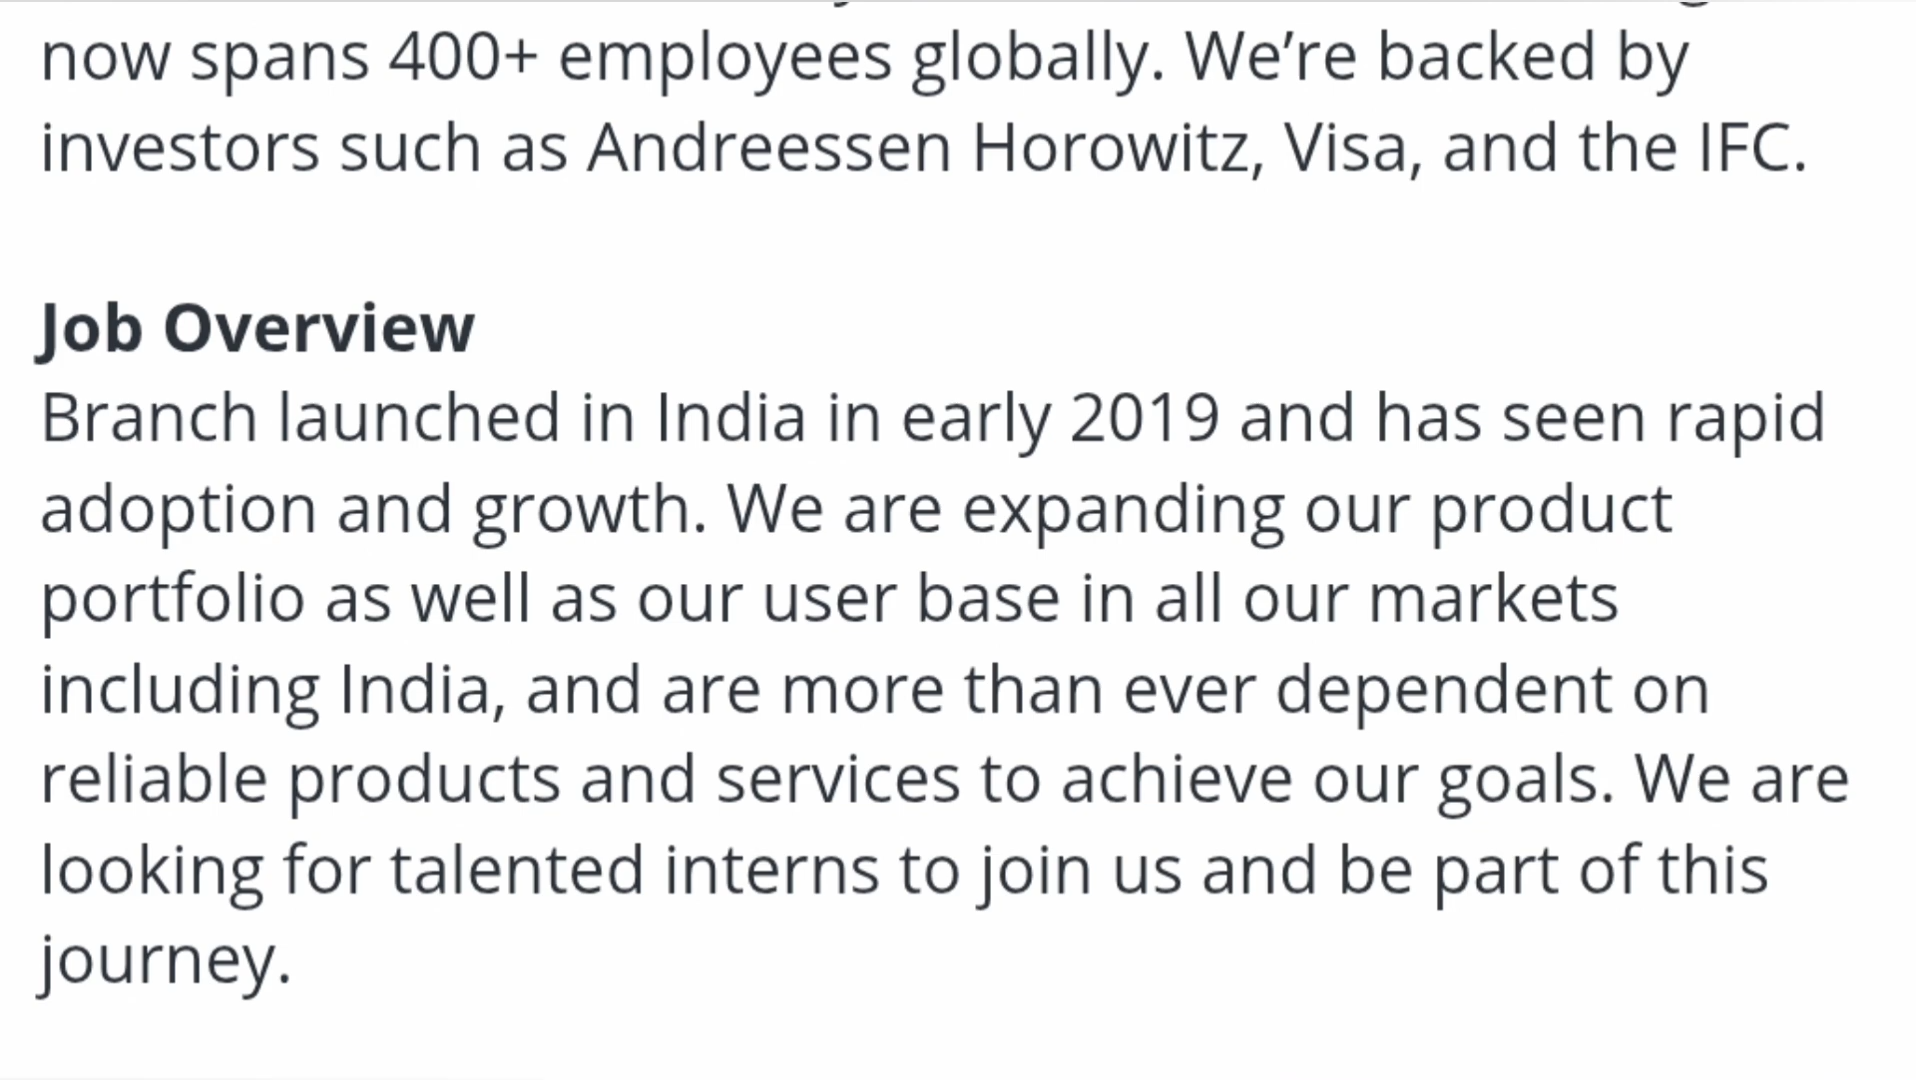 now spans 400+ employees globally. We’re backed by
investors such as Andreessen Horowitz, Visa, and the IFC.
Job Overview
Branch launched in India in early 2019 and has seen rapid
adoption and growth. We are expanding our product
portfolio as well as our user base in all our markets
including India, and are more than ever dependent on
reliable products and services to achieve our goals. We are
looking for talented interns to join us and be part of this
journey.